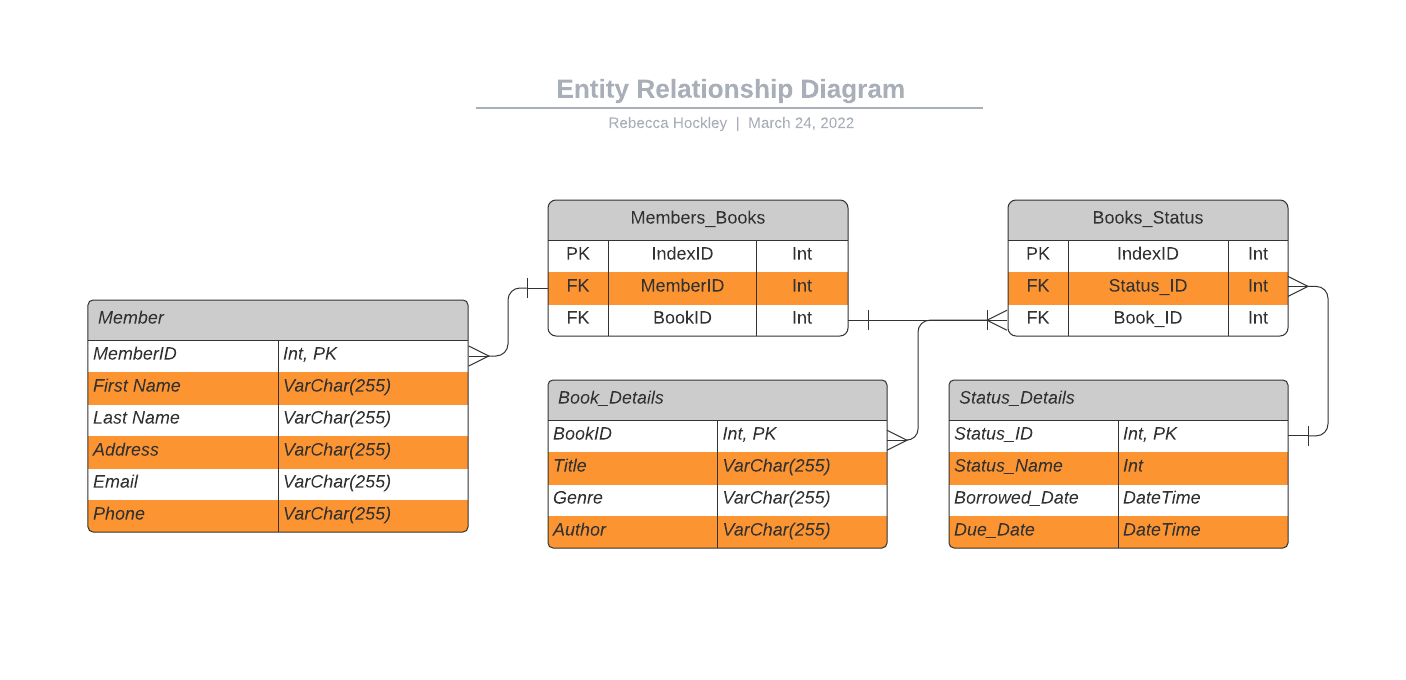 Entity Relationship Diagram
Rebecca Hockley | March 24, 2022
Members_Books
PK IndexID Int
FK MemberID Int
FK BookID Int
Books_Status
PK IndexID Int
FK Status_ID Int
FK Book_ID Int
Member
MemberID Int, PK
First Name VarChar(255)
Last Name VarChar(255)
Address VarChar(255)
Email VarChar(255)
Phone VarChar(255)
Book_Details
BookID Int, PK
Title VarChar(255)
Genre VarChar(255)
Author VarChar(255)
Status_Details
Status_ID Int, PK
Status_Name Int
Borrowed_Date DateTime
Due_Date DateTime